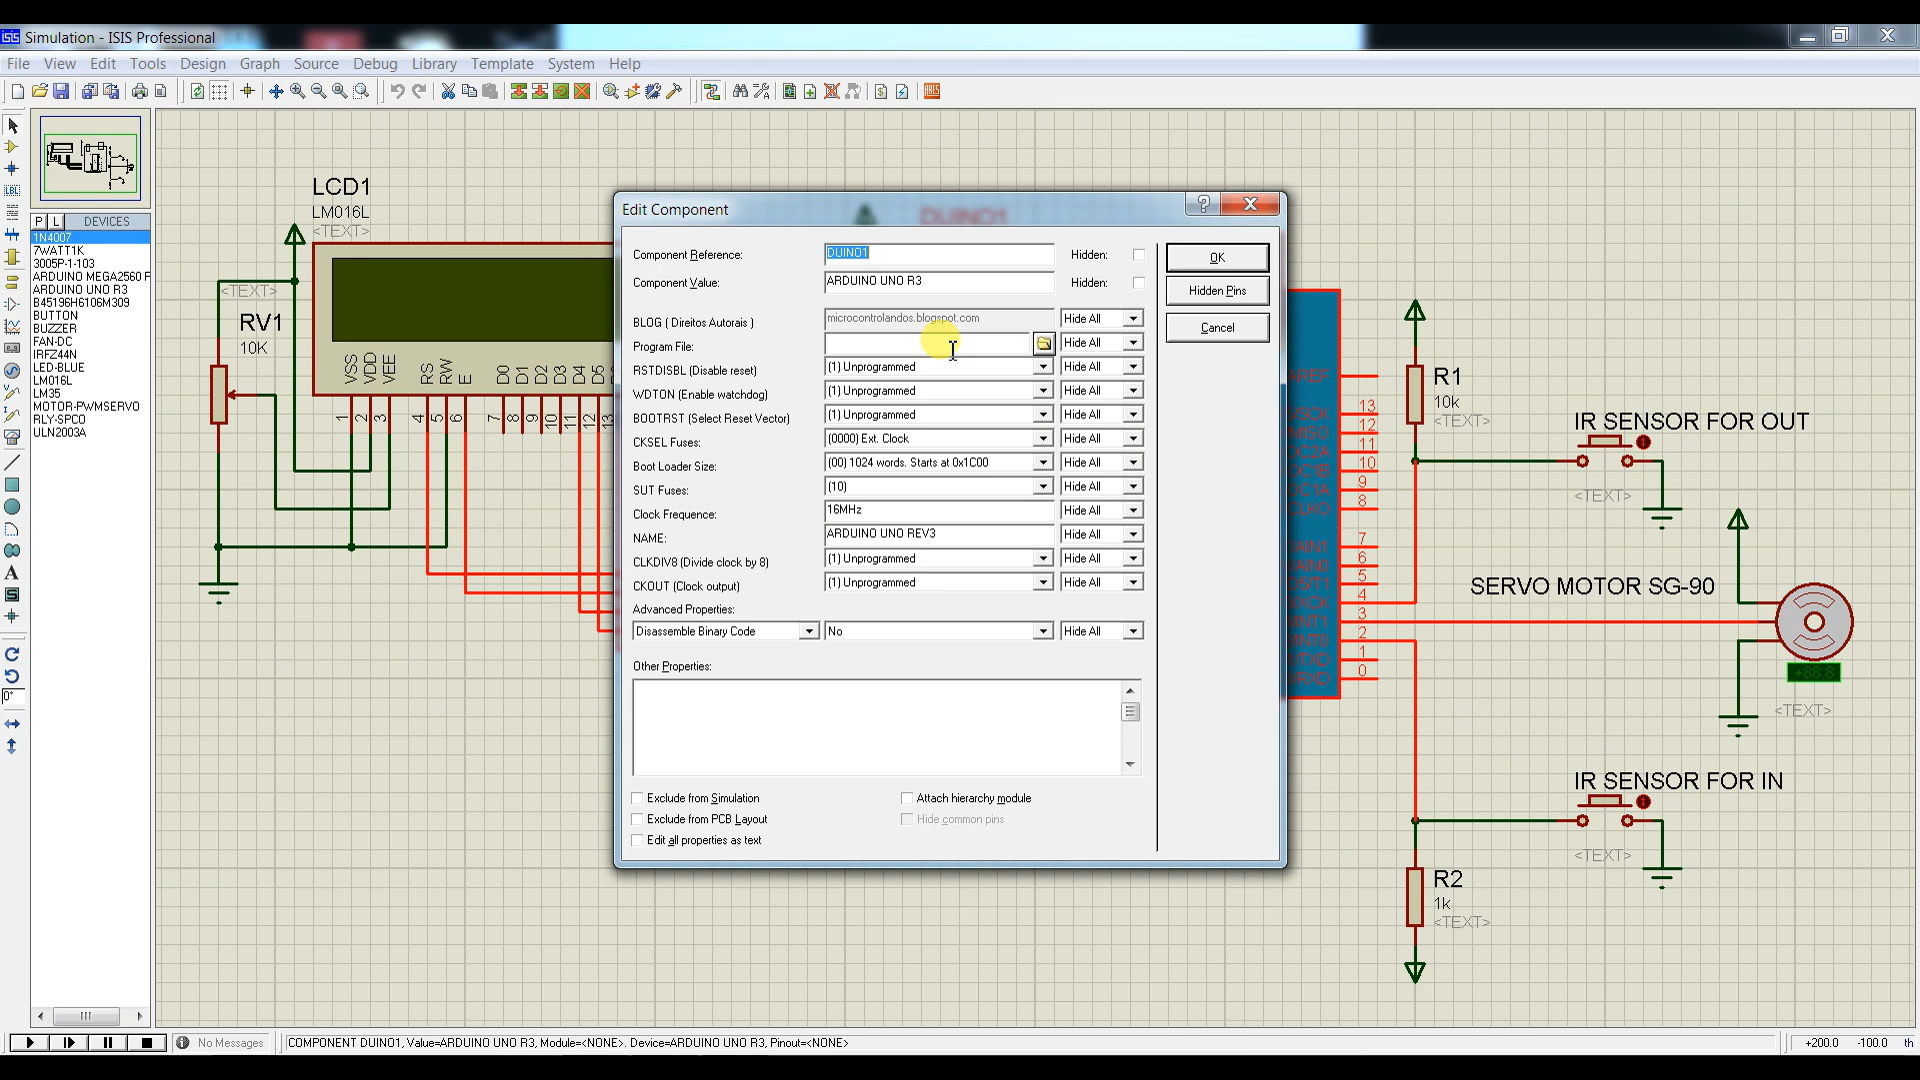 Simulation - ISIS Professional
File View Edit Tools Design Graph Source Debug Library Template System Help
P L DEVICES
1N4007
7WATT1K
3005P-1-103
ARDUINO MEGA2560 F
ARDUINO UNO R3
B45196H6106M309
BUTTON
BUZZER
FAN-DC
IRFZ44N
LED-BLUE
LM016L
LM35
MOTOR-PWMSERVO
RLY-SPCO
ULN2003A
LBL
A
S
0°
LCD1
LM016L
<TEXT>
<TEXT>
RV1
10K
VSS VDD VEE RS RW E D0 D1 D2 D3 D4 D5
1 2 3 4 5 6 7 8 9 10 11 12 13
DUINO1
Edit Component
Component Reference: DUINO1 Hidden:
Component Value: ARDUINO UNO R3 Hidden:
BLOG ( Direitos Autorais ) microcontrolandos.blogspot.com Hide All
Program File: Hide All
RSTDISBL (Disable reset) (1) Unprogrammed Hide All
WDTON (Enable watchdog) (1) Unprogrammed Hide All
BOOTRST (Select Reset Vector) (1) Unprogrammed Hide All
CKSEL Fuses: (0000) Ext. Clock Hide All
Boot Loader Size: (00) 1024 words. Starts at 0x1C00 Hide All
SUT Fuses: (10) Hide All
Clock Frequency: 16MHz Hide All
NAME: ARDUINO UNO REV3 Hide All
CLKDIV8 (Divide clock by 8) (1) Unprogrammed Hide All
CKOUT (Clock output) (1) Unprogrammed Hide All
Advanced Properties:
Disassemble Binary Code No Hide All
Other Properties:
Exclude from Simulation
Exclude from PCB Layout
Edit all properties as text
Attach hierarchy module
Hide common pins
OK
Hidden Pins
Cancel
AREF
13
12
11
10
9
8
7
6
5
4
3
2
1
0
R1
10k
<TEXT>
IR SENSOR FOR OUT
<TEXT>
SERVO MOTOR SG-90
+88.8
<TEXT>
IR SENSOR FOR IN
<TEXT>
R2
1k
<TEXT>
No Messages
COMPONENT DUINO1, Value=ARDUINO UNO R3, Module=<NONE>. Device=ARDUINO UNO R3, Pinout=<NONE>
+200.0 -100.0 th